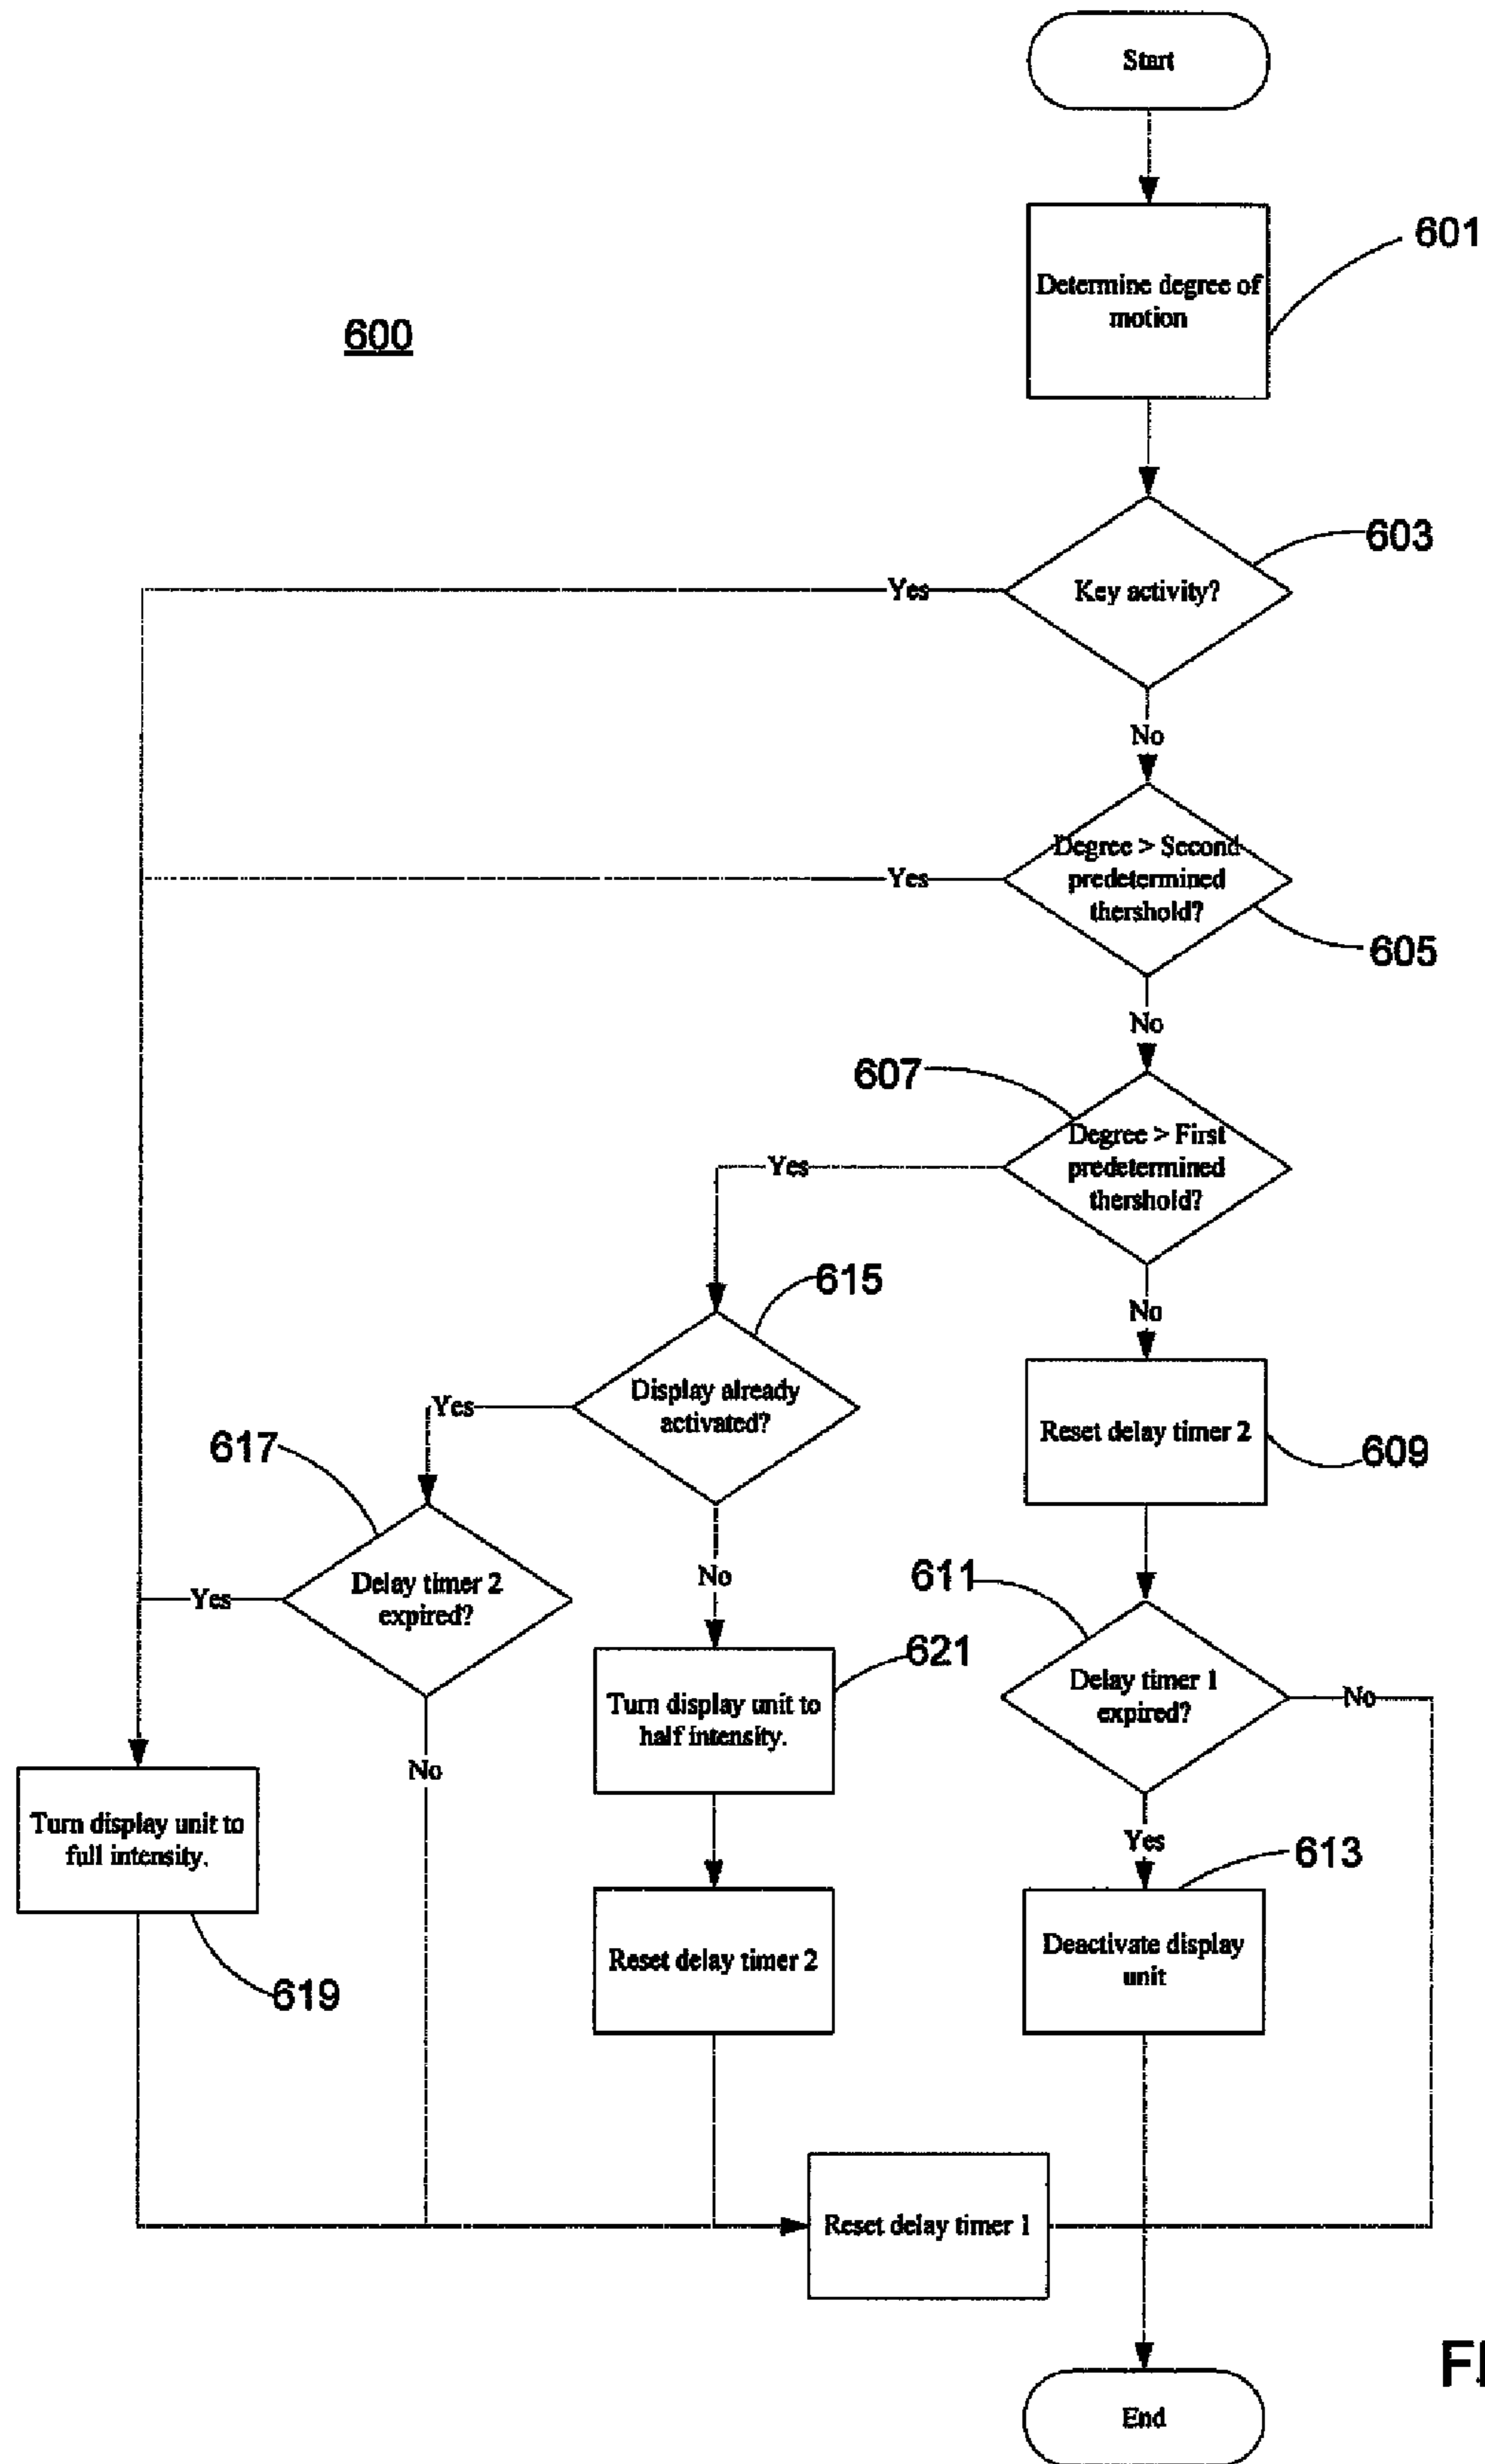 Start
601
Determine degree of
motion
600
603
Key activity?
Yes
No
Degree > Second
predetermined
thershold?
Yes
605
No
607
Degree > First
predetermined
thershold?
Yes
No
615
Display already
activated?
Yes
No
Reset delay timer 2
609
617
Delay timer 2
expired?
Yes
No
611
Delay timer 1
expired?
No
Yes
621
Turn display unit to
half intensity.
Turn display unit to
full intensity.
619
613
Deactivate display
unit
Reset delay timer 2
Reset delay timer 1
End